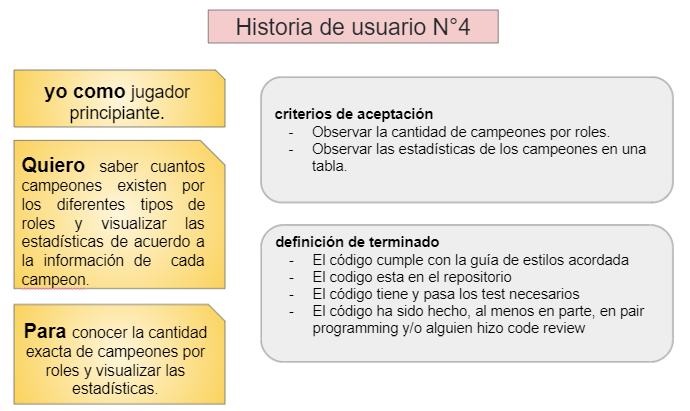 Historia de usuario N°4
yo como jugador
principiante.
Quiero saber cuantos
campeones existen por
los diferentes tipos de
roles y visualizar las
estadísticas de acuerdo a
la información de cada
campeon.
Para conocer la cantidad
exacta de campeones por
roles y visualizar las
estadísticas.
criterios de aceptación
- Observar la cantidad de campeones por roles.
- Observar las estadísticas de los campeones en una
tabla.
definición de terminado
- El código cumple con la guía de estilos acordada
- El codigo esta en el repositorio
- El código tiene y pasa los test necesarios
- El código ha sido hecho, al menos en parte, en pair
programming y/o alguien hizo code review